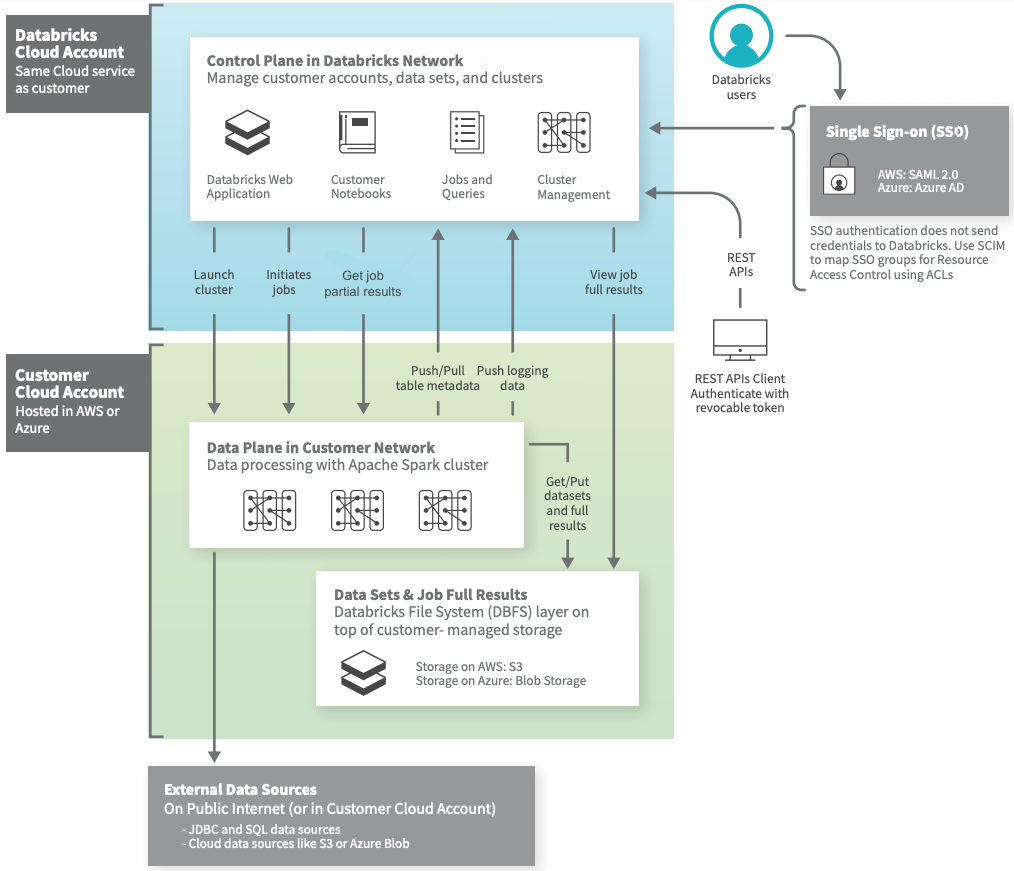 Databricks
Cloud Account
Same Cloud service
as customer
Control Plane in Databricks Network
Manage customer accounts, data sets, and clusters
Databricks Web
Application
Customer
Notebooks
Jobs and
Queries
Cluster
Management
Databricks
users
Single Sign-on (SSO)
AWS: SAML 2.0
Azure: Azure AD
SSO authentication does not send
credentials to Databricks. Use SCIM
to map SSO groups for Resource
Access Control using ACLs
REST
APIs
REST APIs Client
Authenticate with
revocable token
Launch
cluster
Initiates
jobs
Get job
partial results
View job
full results
Push/Pull
table metadata
Push logging
data
Customer
Cloud Account
Hosted in AWS or
Azure
Data Plane in Customer Network
Data processing with Apache Spark cluster
Get/Put
datasets
and full
results
Data Sets & Job Full Results
Databricks File System (DBFS) layer on
top of customer- managed storage
Storage on AWS: S3
Storage on Azure: Blob Storage
External Data Sources
On Public Internet (or in Customer Cloud Account)
- JDBC and SQL data sources
- Cloud data sources like S3 or Azure Blob